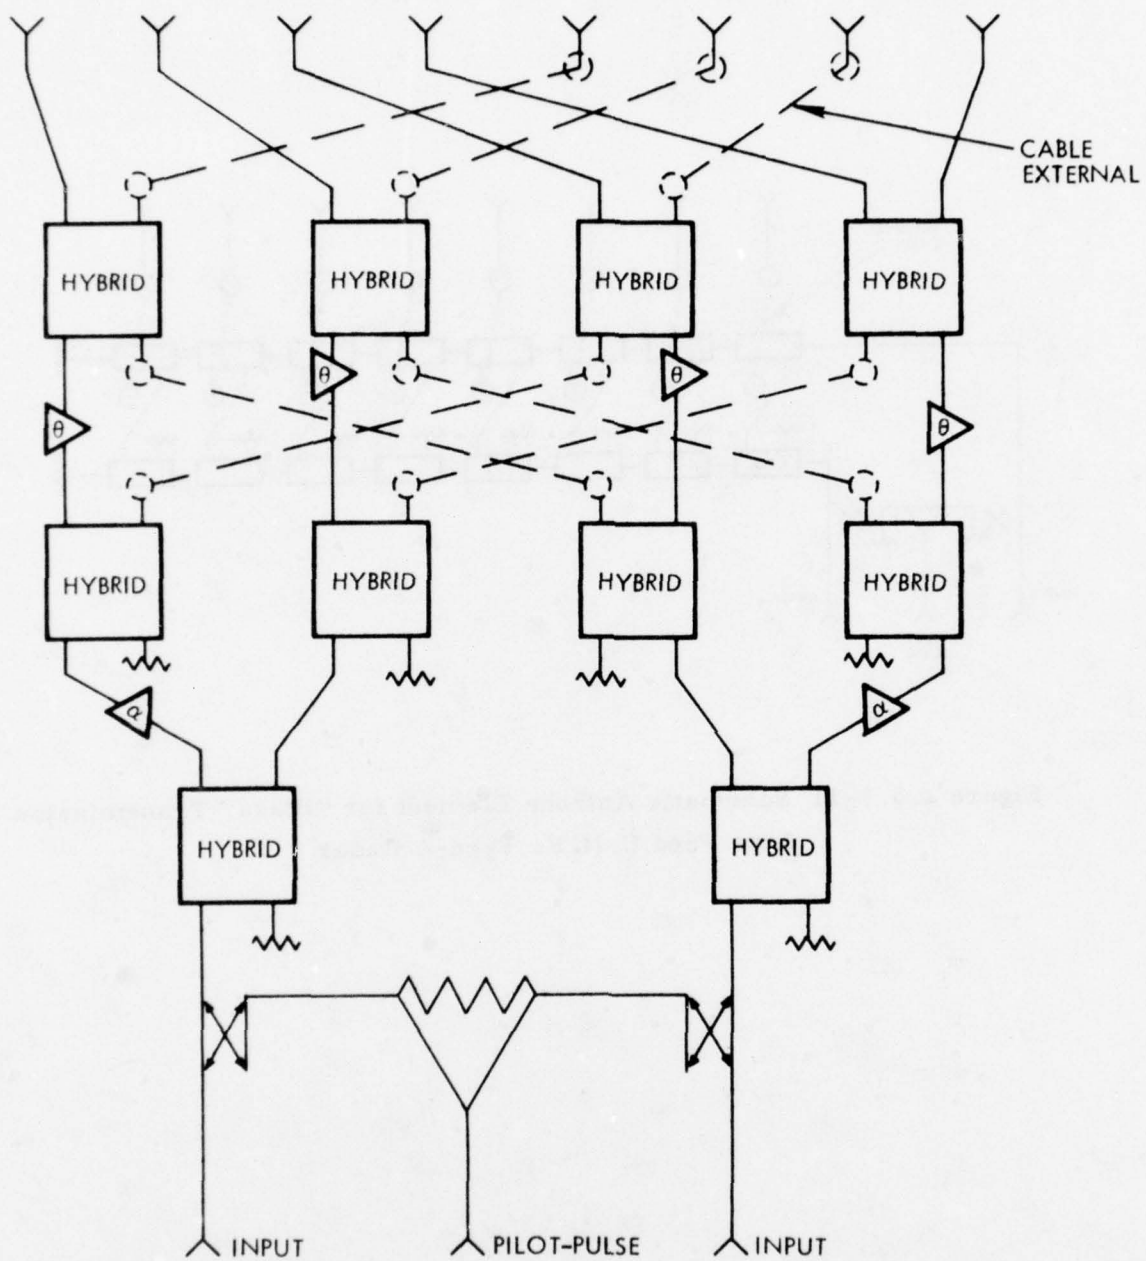 CABLE
EXTERNAL
HYBRID HYBRID HYBRID HYBRID
θ θ
θ θ
HYBRID HYBRID HYBRID HYBRID
α α
HYBRID HYBRID
INPUT PILOT-PULSE INPUT